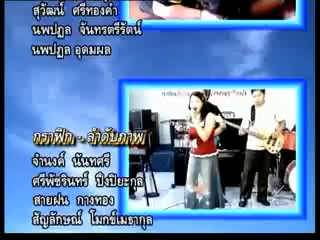 สุวัฒน์ ศรีทองคำ
นพปฎล จันทรตรีรัตน์
นพปฎล อุดมผล
กราฟิก - ลำดับภาพ
จำนงค์ นันทศรี
ศรีพัชรินทร์ ปิงปิยะกุล
สายฝน กางทอง
สัญลักษณ์ โมกข์เมธากุล